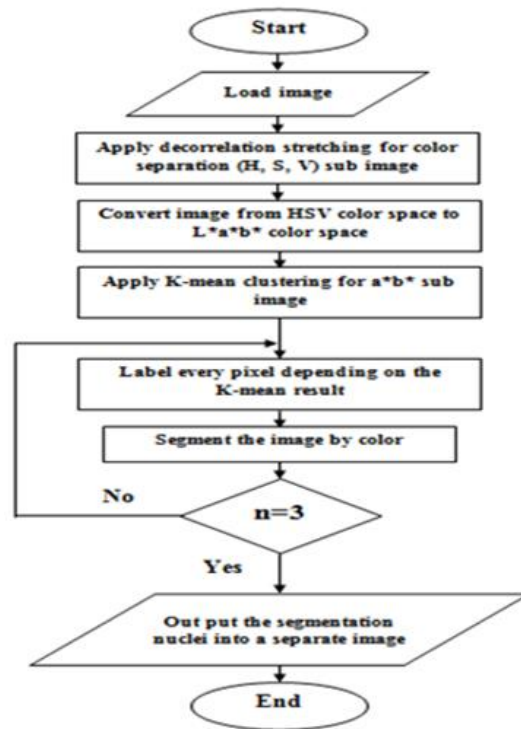 Start
Load image
Apply decorrelation stretching for color
separation (H, S, V) sub image
Convert image from HSV color space to
L*a*b* color space
Apply K-mean clustering for a*b* sub
image
Label every pixel depending on the
K-mean result
Segment the image by color
No
n=3
Yes
Out put the segmentation
nuclei into a separate image
End